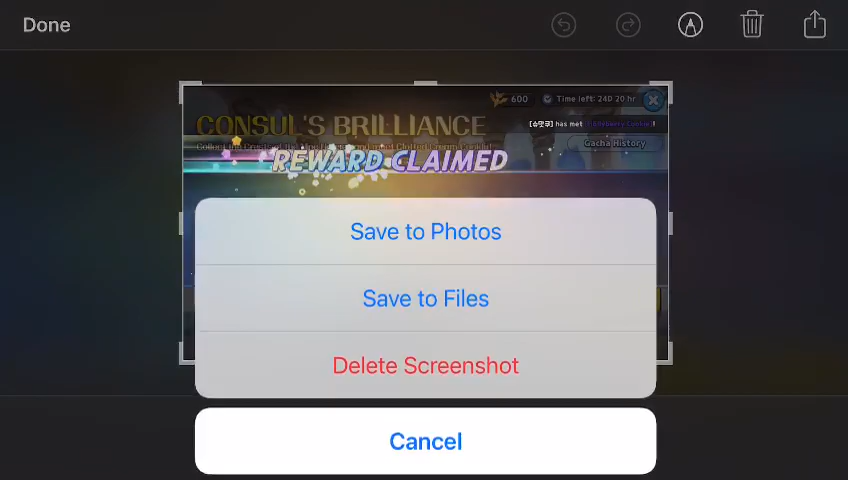 Done
600
Time left: 24D 20 hr
CONSUL'S BRILLIANCE
has met
Gacha History
REWARD CLAIMED
Save to Photos
Save to Files
Delete Screenshot
Cancel